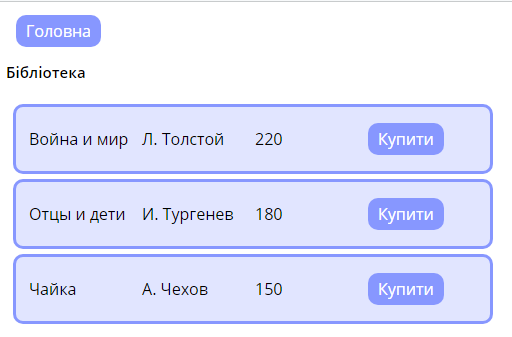 Головна
Бібліотека
Война и мир Л. Толстой 220 Купити
Отцы и дети И. Тургенев 180 Купити
Чайка А. Чехов 150 Купити